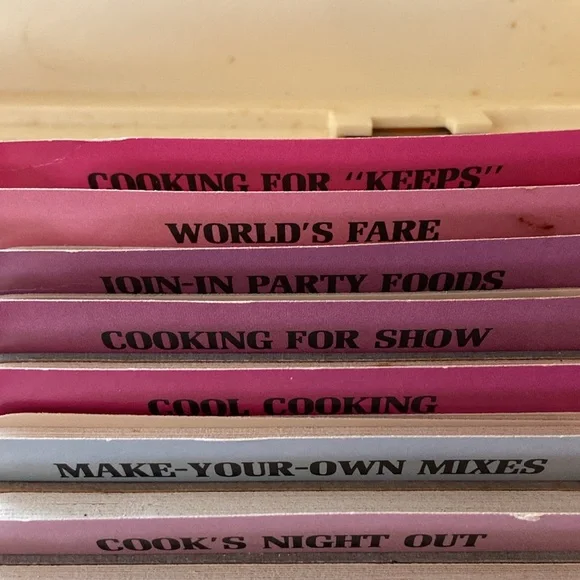 COOKING FOR "KEEPS"
WORLD'S FARE
JOIN-IN PARTY FOODS
COOKING FOR SHOW
COOL COOKING
MAKE-YOUR-OWN MIXES
COOK'S NIGHT OUT